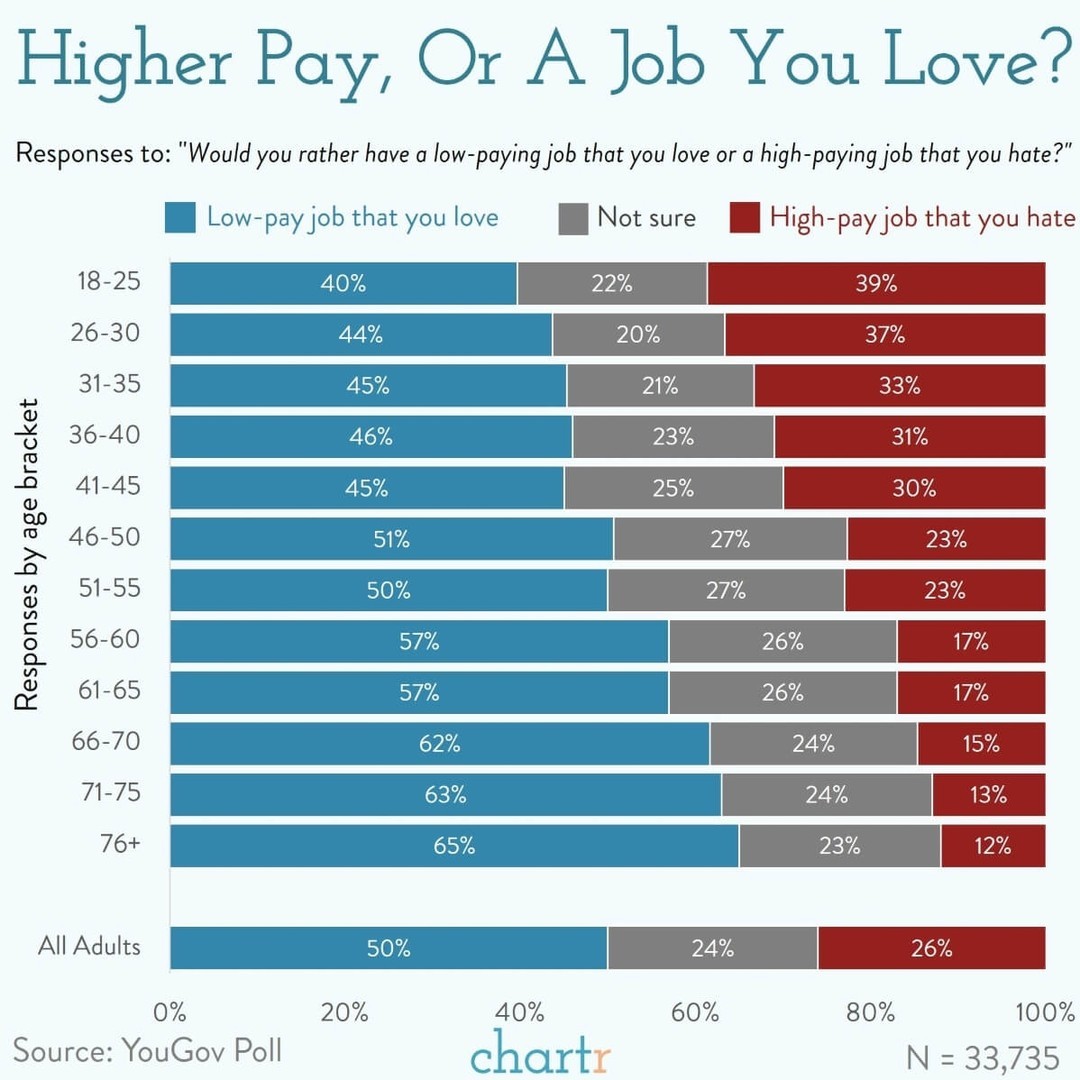 Higher Pay, Or A Job You Love?
Responses to: "Would you rather have a low-paying job that you love or a high-paying job that you hate?"
Low-pay job that you love Not sure High-pay job that you hate
Responses by age bracket
18-25 40% 22% 39%
26-30 44% 20% 37%
31-35 45% 21% 33%
36-40 46% 23% 31%
41-45 45% 25% 30%
46-50 51% 27% 23%
51-55 50% 27% 23%
56-60 57% 26% 17%
61-65 57% 26% 17%
66-70 62% 24% 15%
71-75 63% 24% 13%
76+ 65% 23% 12%
All Adults 50% 24% 26%
0% 20% 40% 60% 80% 100%
Source: YouGov Poll chartr N = 33,735